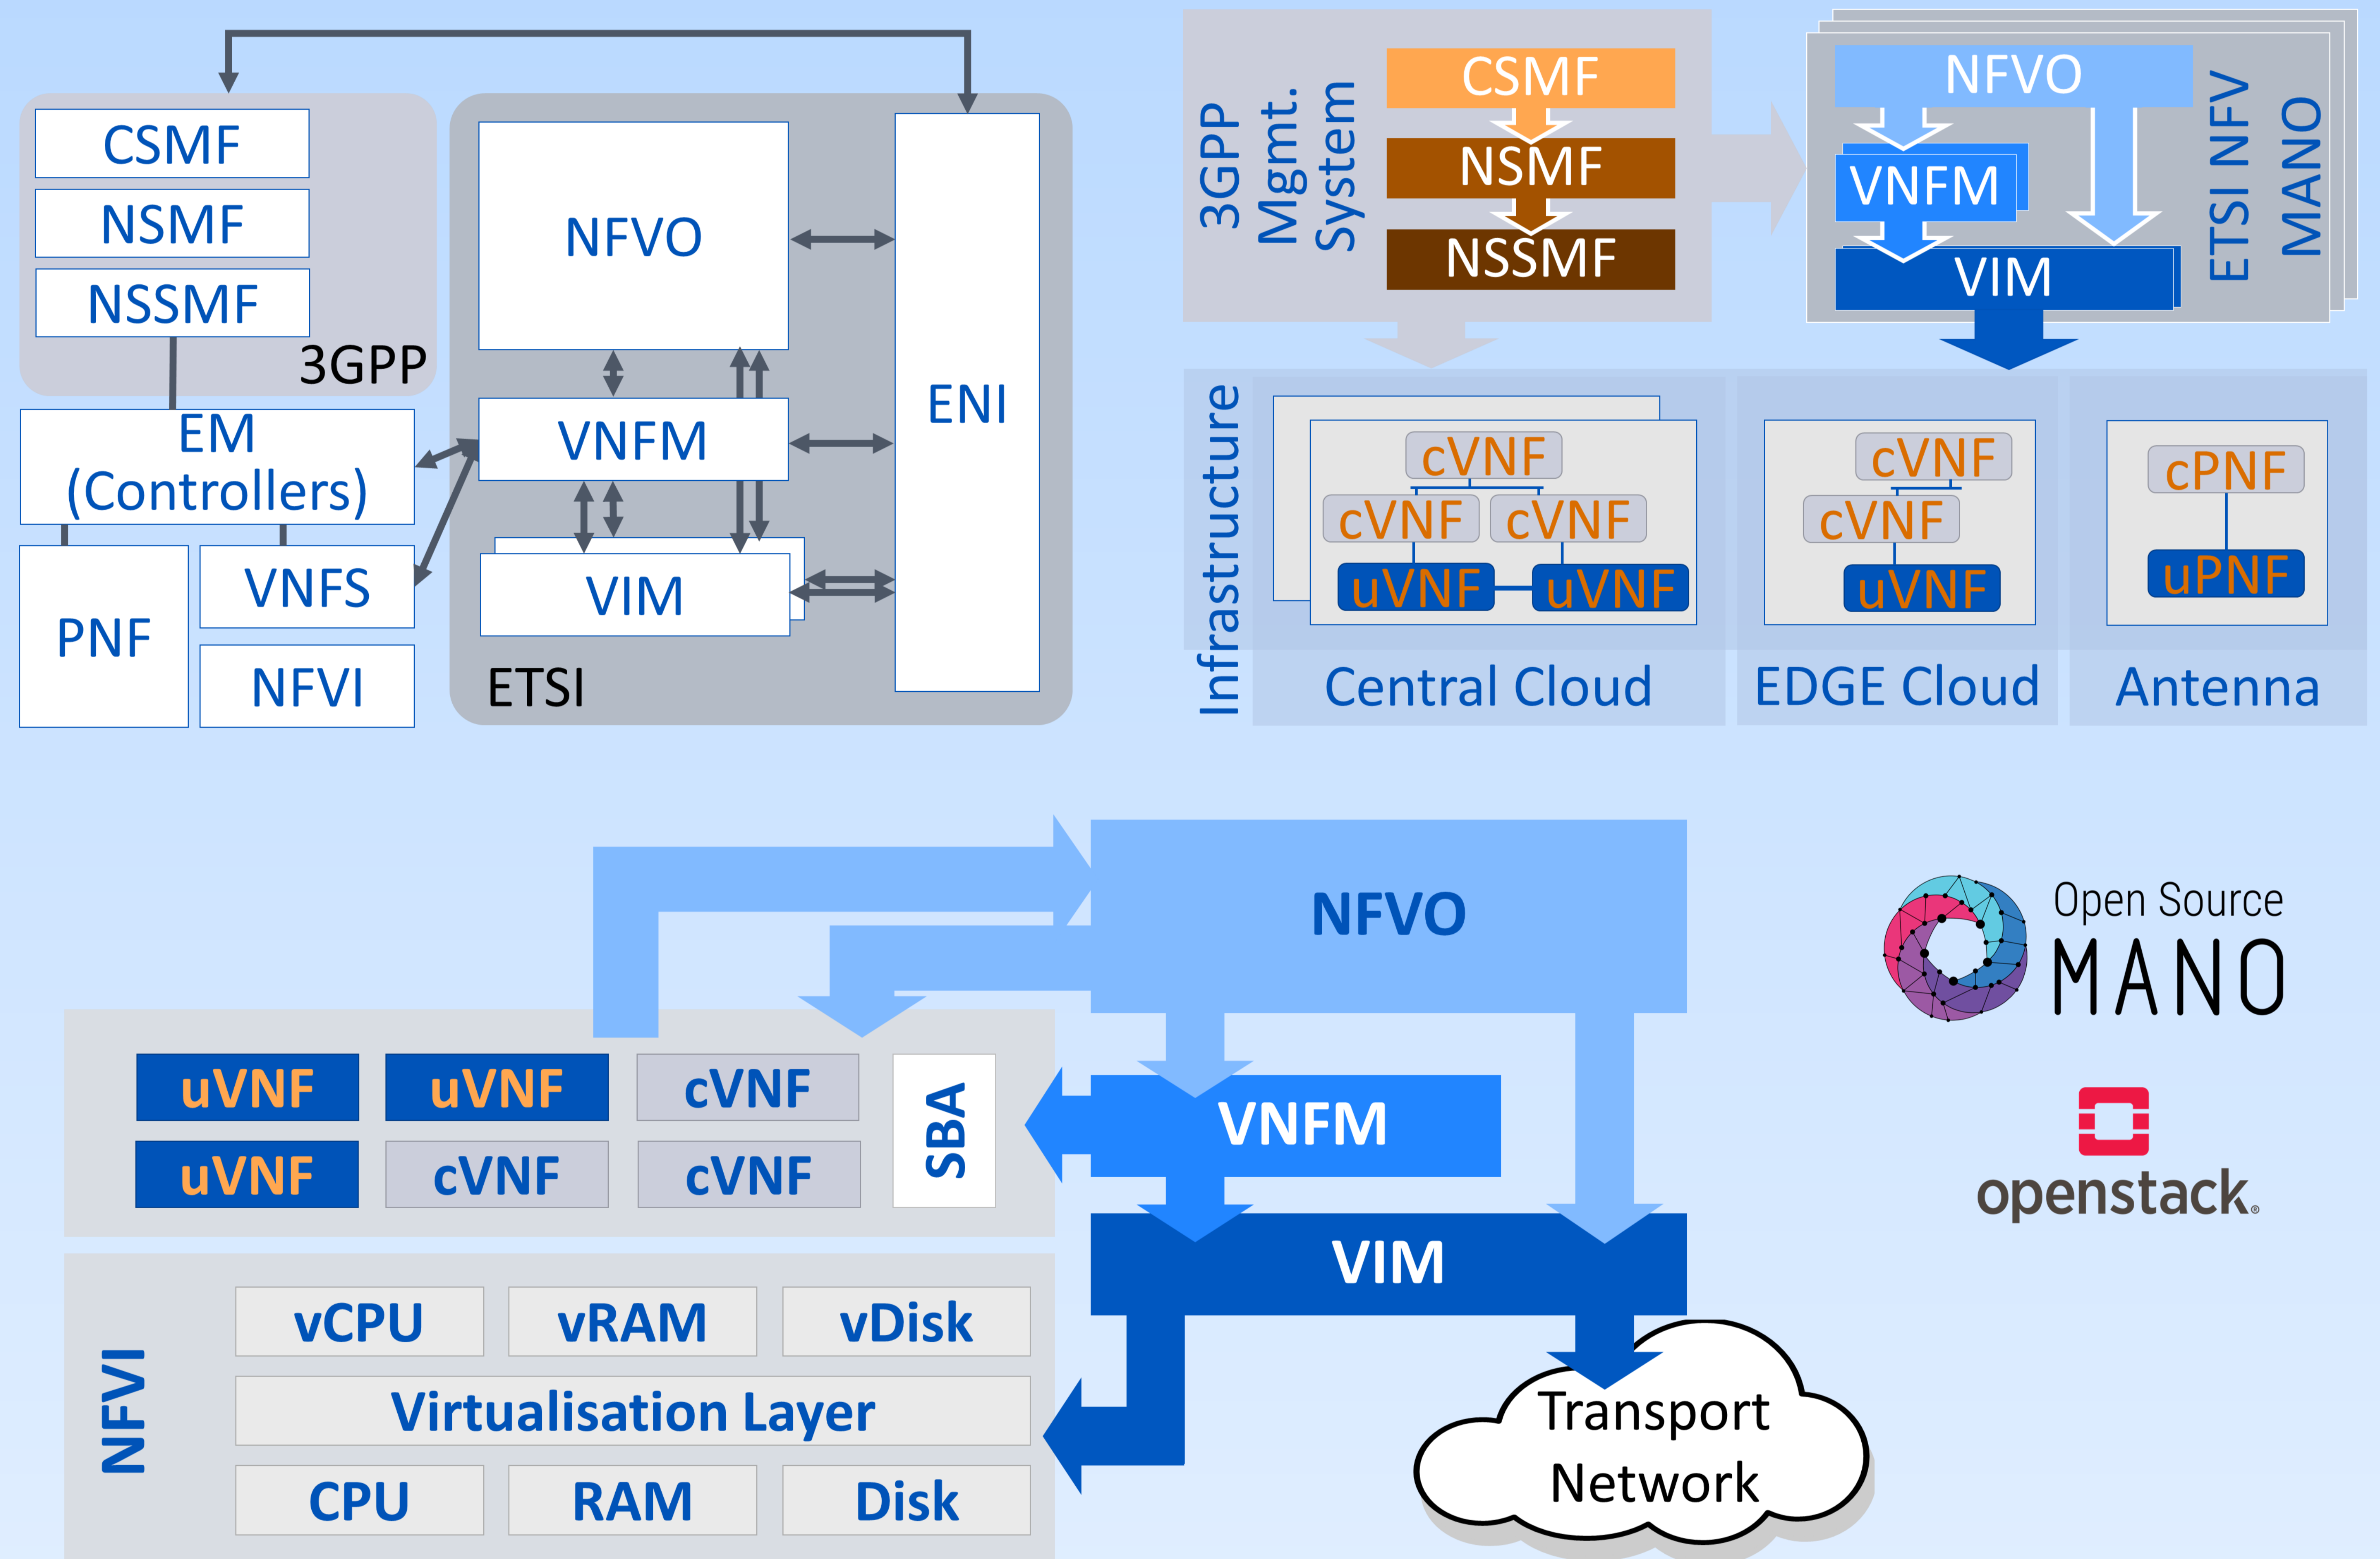 CSMF
NSMF
NSSMF
3GPP
EM
(Controllers)
PNF
VNFS
NFVI
NFVO
VNFM
VIM
ETSI
ENI
3GPP
Mgmt.
System
CSMF
NSMF
NSSMF
NFVO
VNFM
VIM
ETSI NFV
MANO
Infrastructure
cVNF
cVNF
cVNF
uVNF
uVNF
Central Cloud
cVNF
cVNF
uVNF
EDGE Cloud
cPNF
uPNF
Antenna
NFVO
VNFM
VIM
uVNF
uVNF
cVNF
uVNF
cVNF
cVNF
SBA
NFVI
vCPU
vRAM
vDisk
Virtualisation Layer
CPU
RAM
Disk
Transport
Network
Open Source
MANO
openstack®